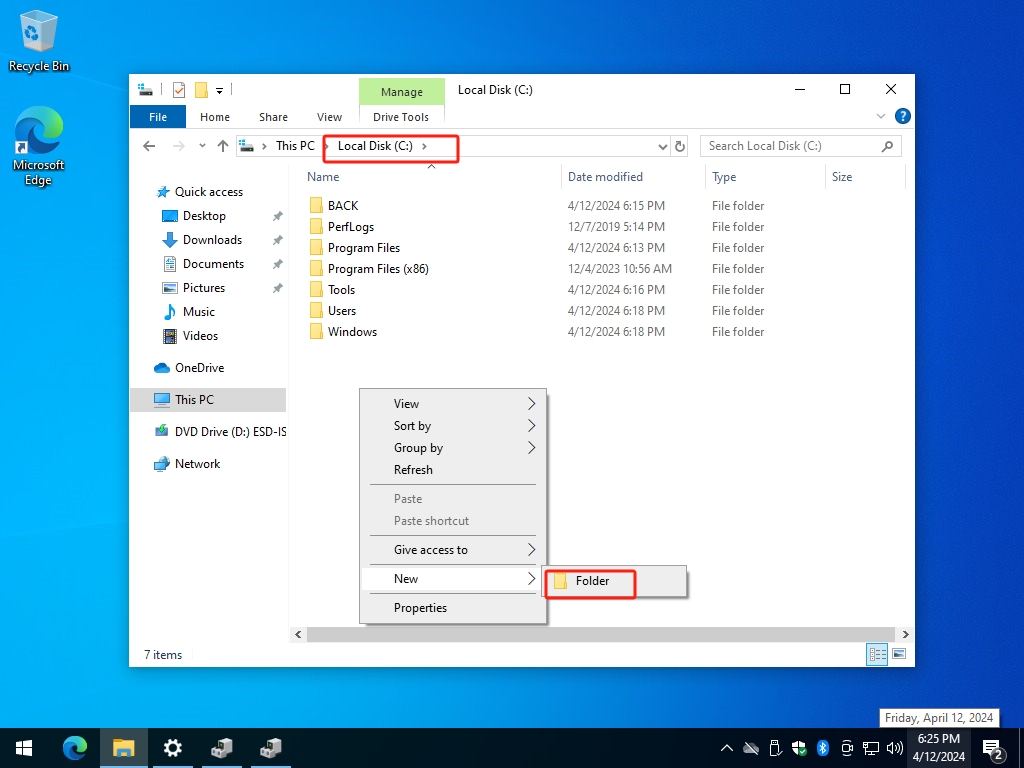 Recycle Bin
Microsoft
Edge
Manage
Local Disk (C:)
File
Home
Share
View
Drive Tools
This PC
Local Disk (C:)
Search Local Disk (C:)
Name
Date modified
Type
Size
Quick access
Desktop
Downloads
Documents
Pictures
Music
Videos
OneDrive
This PC
DVD Drive (D:) ESD-IS
Network
BACK 4/12/2024 6:15 PM File folder
PerfLogs 12/7/2019 5:14 PM File folder
Program Files 4/12/2024 6:13 PM File folder
Program Files (x86) 12/4/2023 10:56 AM File folder
Tools 4/12/2024 6:16 PM File folder
Users 4/12/2024 6:18 PM File folder
Windows 4/12/2024 6:18 PM File folder
View
Sort by
Group by
Refresh
Paste
Paste shortcut
Give access to
New
Folder
Properties
7 items
Friday, April 12, 2024
6:25 PM
4/12/2024
2